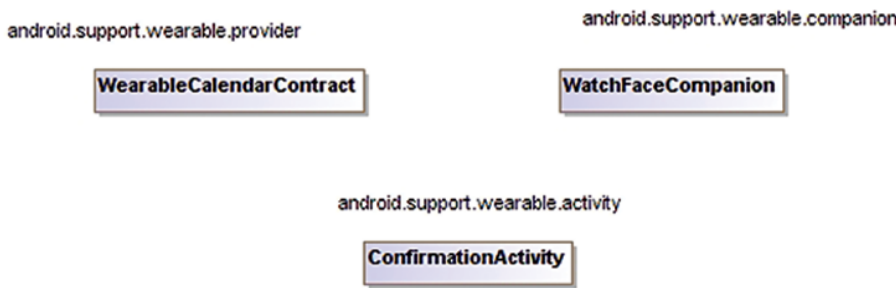 android.support.wearable.provider
android.support.wearable.companion
WearableCalendarContract
WatchFaceCompanion
android.support.wearable.activity
ConfirmationActivity